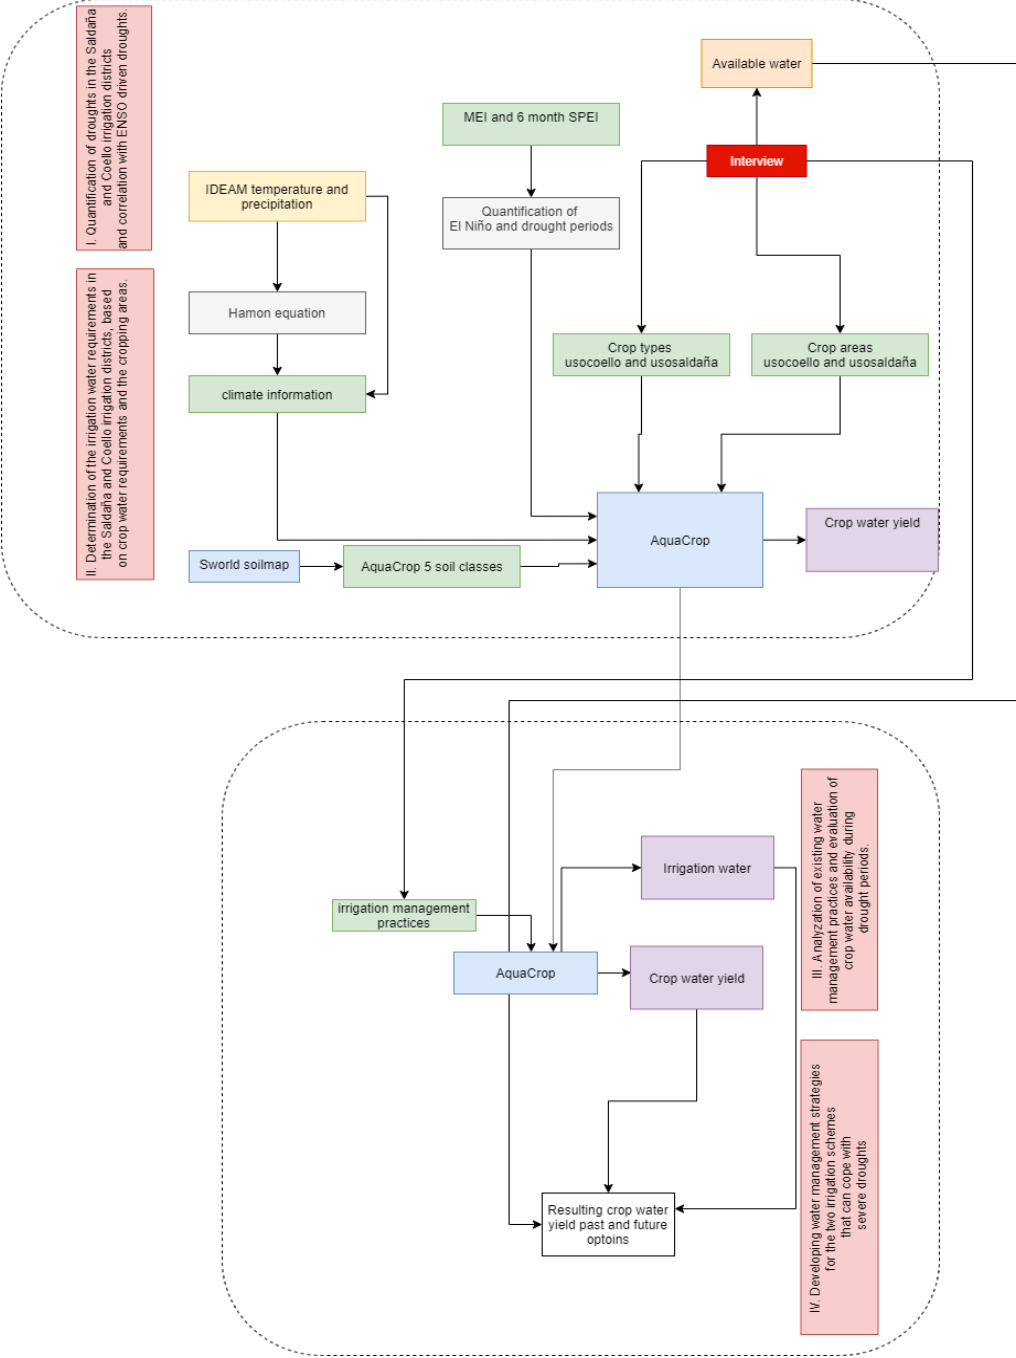 I. Quantification of droughts in the Saldaña
and Coello irrigation districts
and correlation with ENSO driven droughts.
Available water
MEI and 6 month SPEI
Interview
IDEAM temperature and
precipitation
Quantification of
El Niño and drought periods
II. Determination of the irrigation water requirements in
the Saldaña and Coello irrigation districts, based
on crop water requirements and the cropping areas.
Hamon equation
Crop types
usocoello and usosaldaña
Crop areas
usocoello and usosaldaña
climate information
AquaCrop
Crop water yield
Sworld soilmap
AquaCrop 5 soil classes
III. Analyzation of existing water
management practices and evaluation of
crop water availability during
drought periods.
Irrigation water
irrigation management
practices
AquaCrop
Crop water yield
IV. Developing water management strategies
for the two irrigation schemes
that can cope with
severe droughts
Resulting crop water
yield past and future
optoins